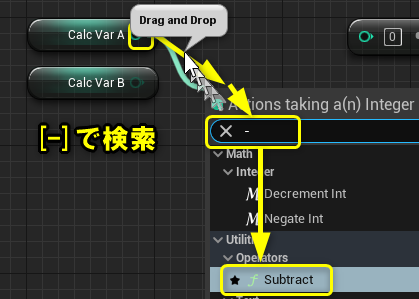 Drag and Drop
Calc Var A
0
Calc Var B
Actions taking a(n) Integer
[-]で検索
-
Math
Integer
Decrement Int
Negate Int
Utilit
Operators
Subtract